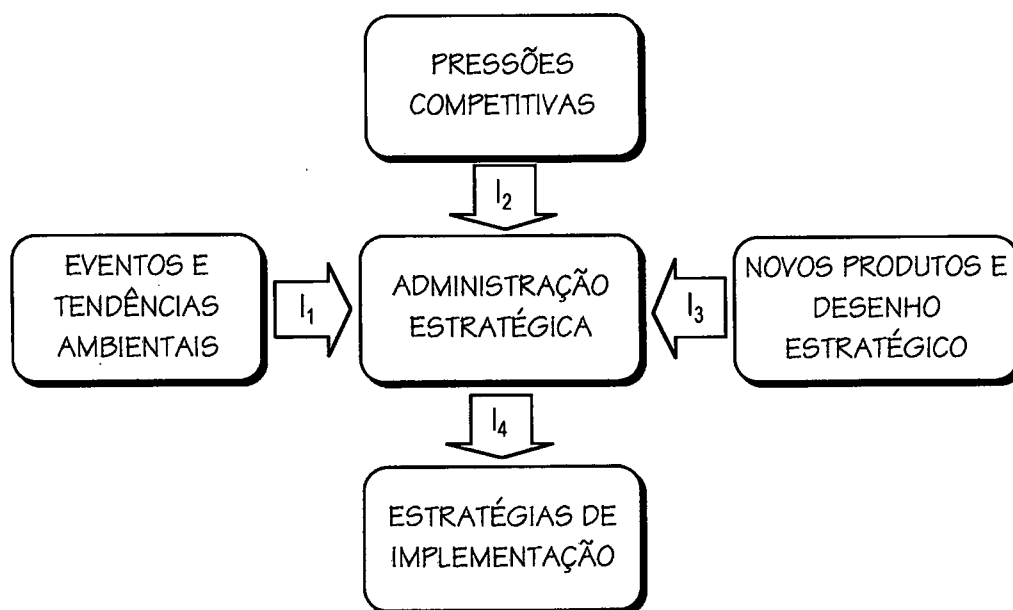 PRESSÕES
COMPETITIVAS
I2
EVENTOS E
TENDÊNCIAS
AMBIENTAIS
I1
ADMINISTRAÇÃO
ESTRATÉGICA
I3
NOVOS PRODUTOS E
DESENHO
ESTRATÉGICO
I4
ESTRATÉGIAS DE
IMPLEMENTAÇÃO